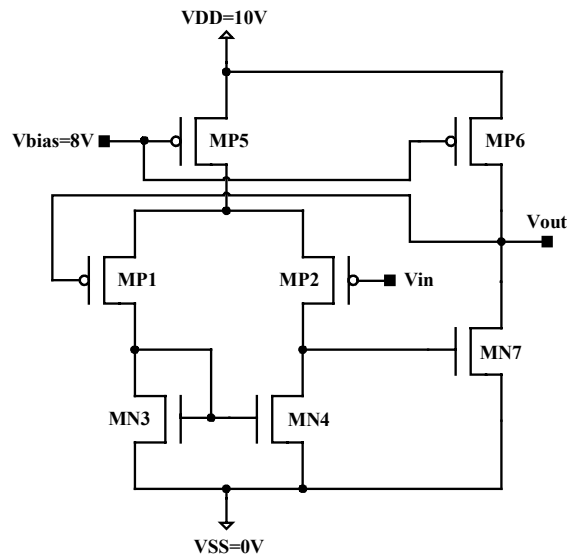 VDD=10V
Vbias=8V
MP5
MP6
Vout
MP1
MP2
Vin
MN7
MN3
MN4
VSS=0V